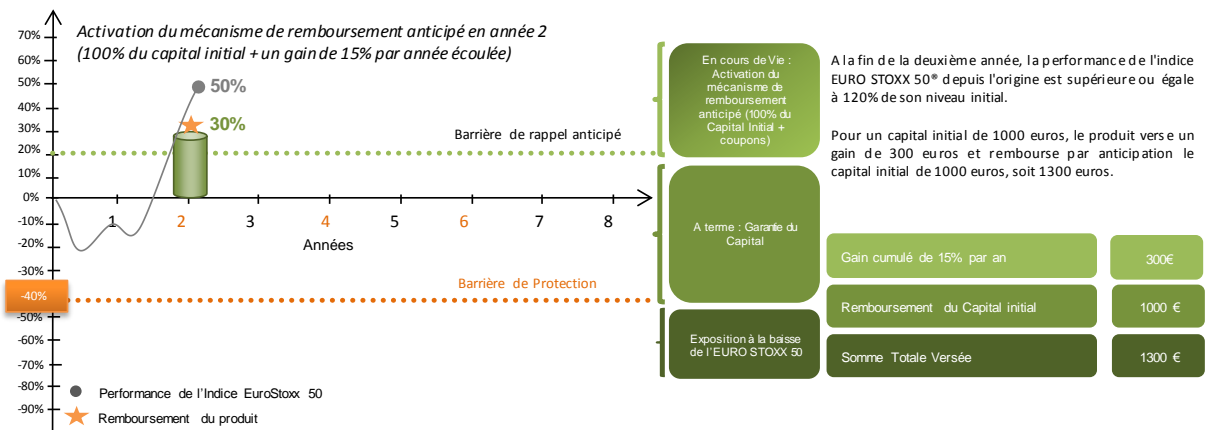 Activation du mécanisme de remboursement anticipé en année 2
(100% du capital initial + un gain de 15% par année écoulée)
70%
60%
50%
40%
30%
20%
10%
0%
-10%
-20%
-30%
-40%
-50%
-60%
-70%
-80%
-90%
50%
30%
Barrière de rappel anticipé
1
2
3
4
5
6
7
8
Années
Barrière de Protection
Performance de l'Indice EuroStoxx 50
Remboursement du produit
En cours de Vie :
Activation du
mécanisme de
remboursement
anticipé (100% du
Capital Initial +
coupons)
A terme : Garantie du
Capital
Exposition à la baisse
de l'EURO STOXX 50
A la fin de la deuxième année, la performance de l'indice
EURO STOXX 50® depuis l'origine est supérieure ou égale
à 120% de son niveau initial.
Pour un capital initial de 1000 euros, le produit verse un
gain de 300 euros et rembourse par anticipation le
capital initial de 1000 euros, soit 1300 euros.
Gain cumulé de 15% par an
300€
Remboursement du Capital initial
1000 €
Somme Totale Versée
1300 €